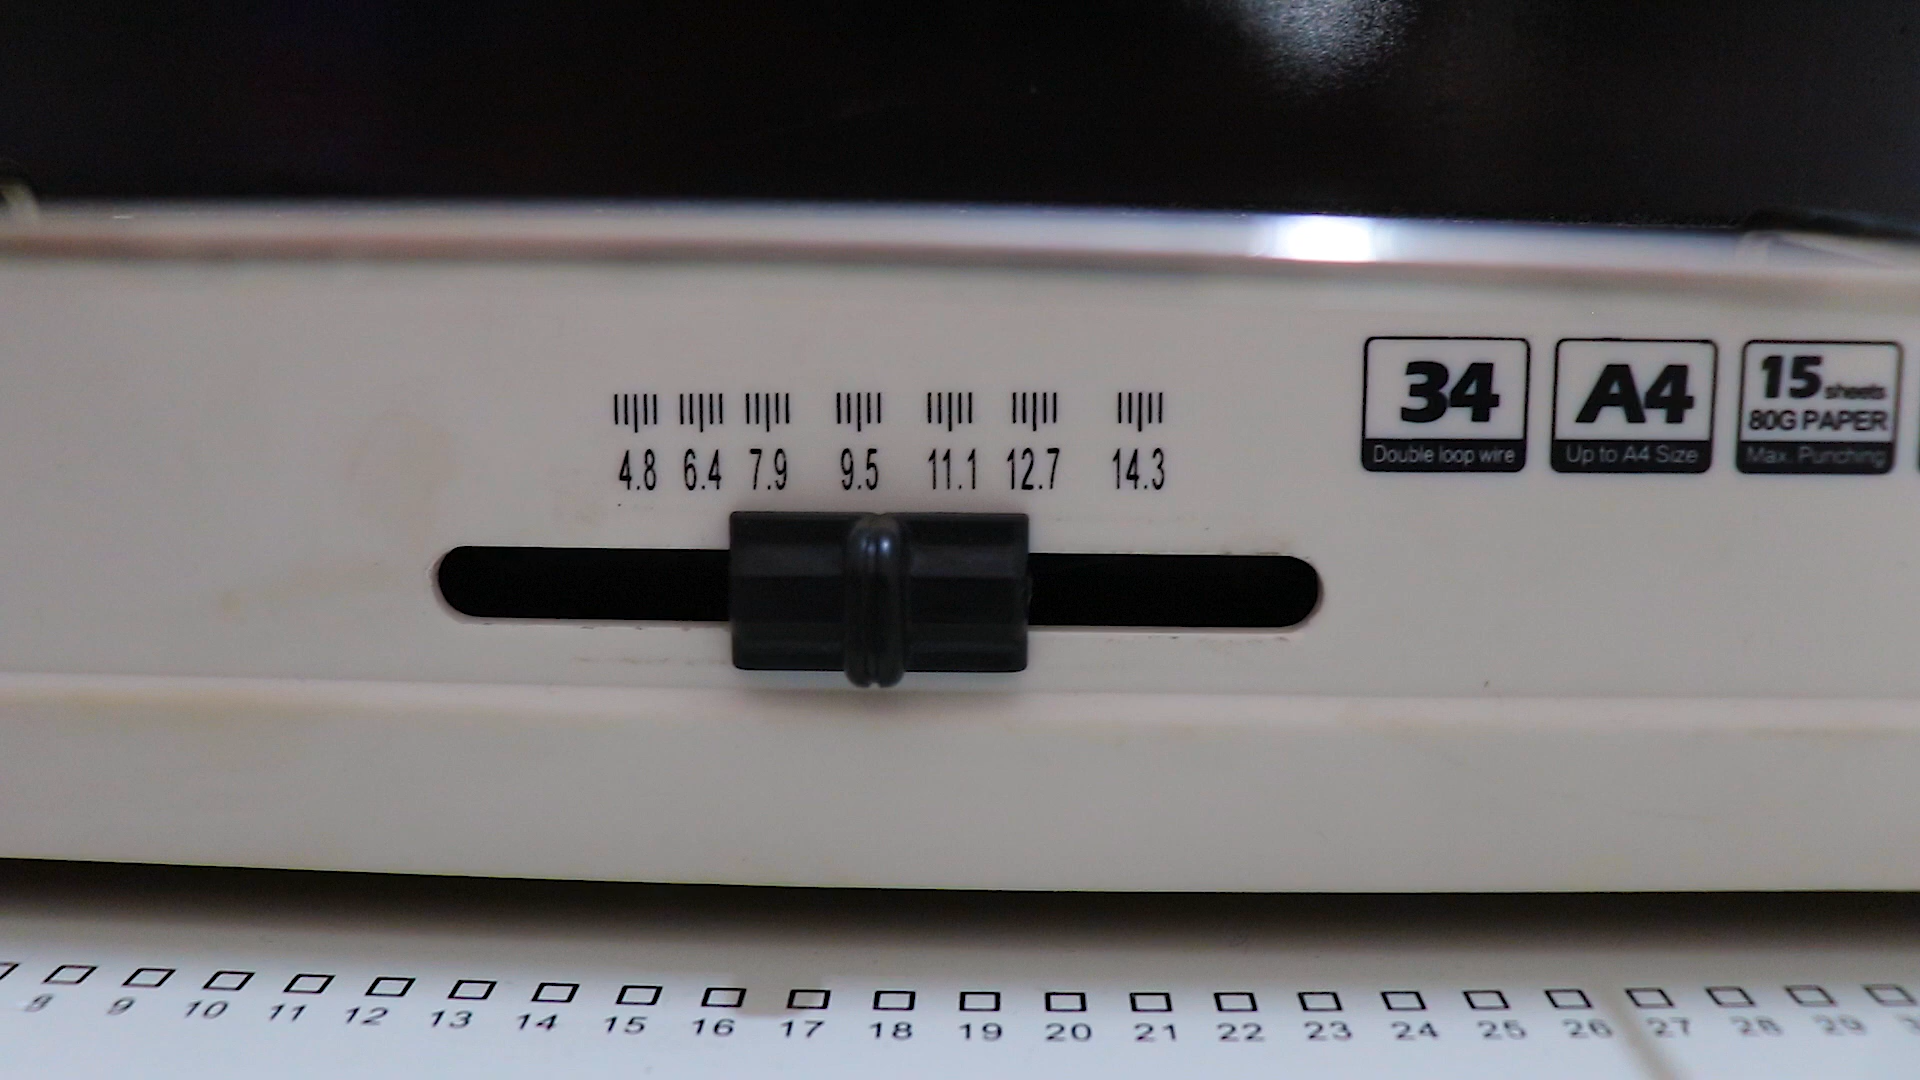 4.8 6.4 7.9 9.5 11.1 12.7 14.3
34
Double loop wire
A4
Up to A4 Size
15 sheets
80G PAPER
Max. Punching
8 9 10 11 12 13 14 15 16 17 18 19 20 21 22 23 24 25 26 27 28 29